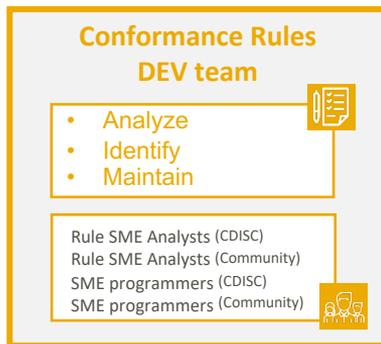 Conformance Rules
DEV team
• Analyze
• Identify
• Maintain
Rule SME Analysts (CDISC)
Rule SME Analysts (Community)
SME programmers (CDISC)
SME programmers (Community)